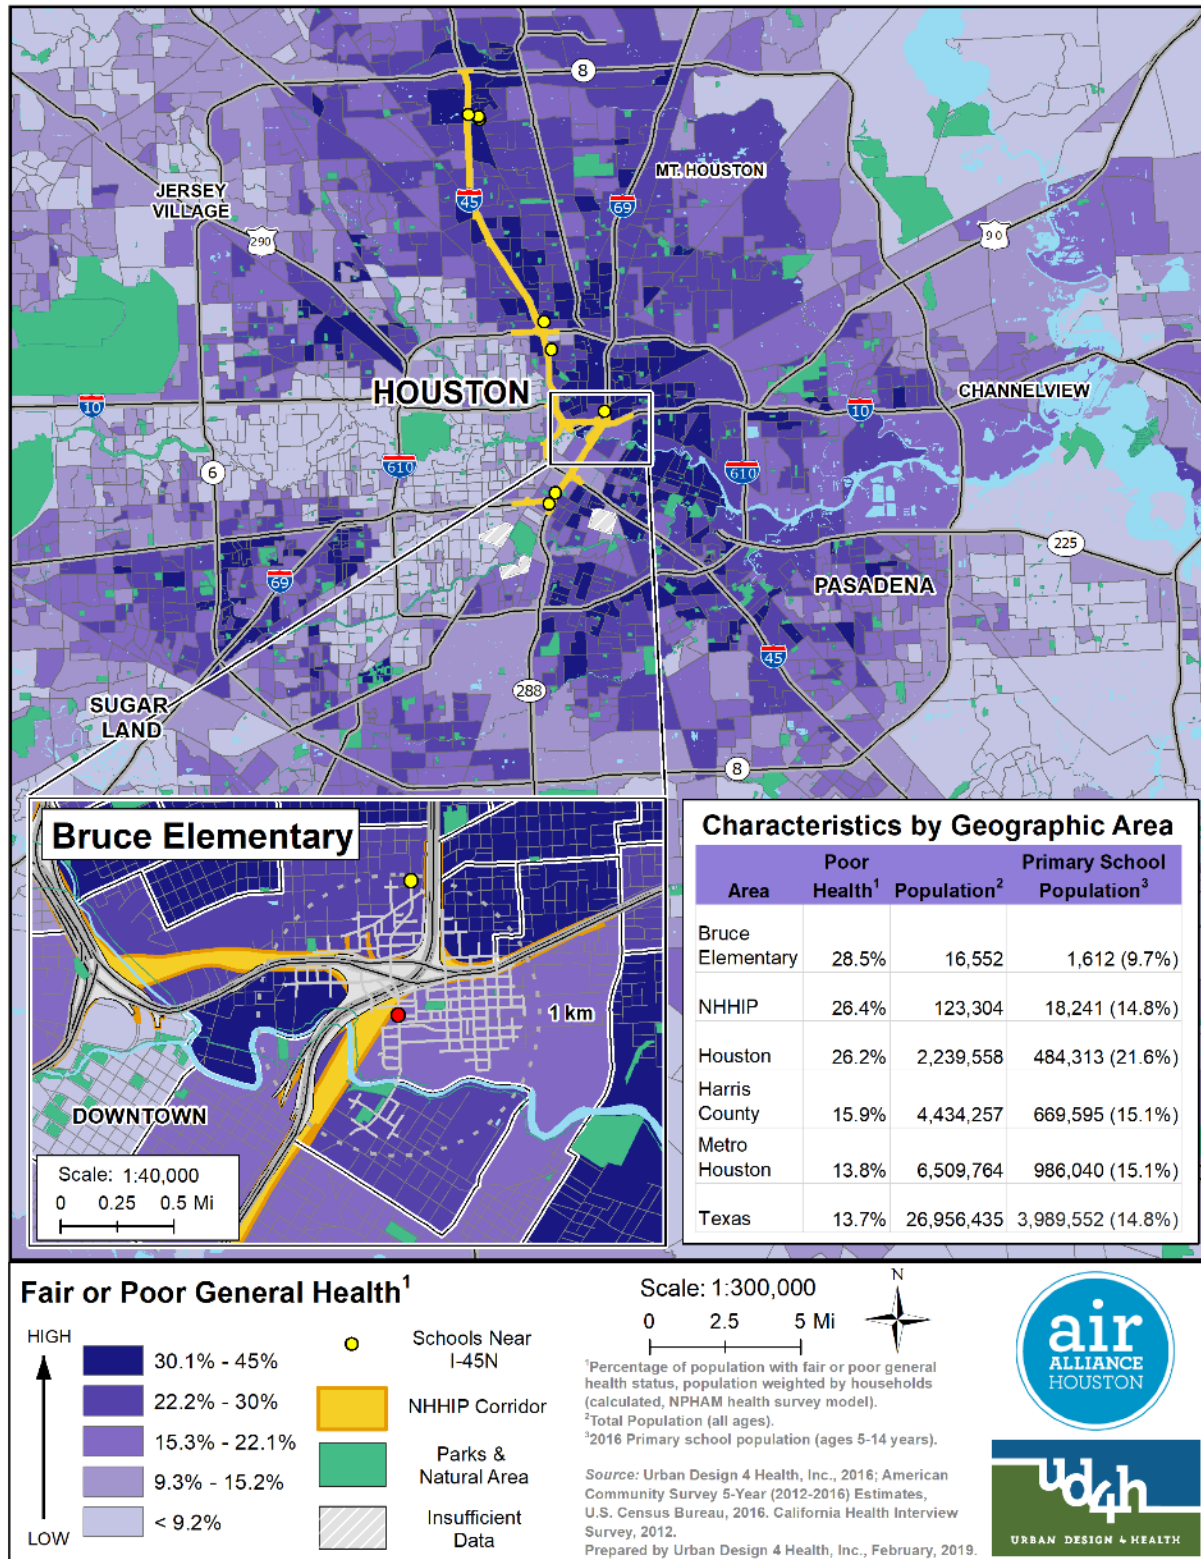 8
JERSEY
VILLAGE
MT. HOUSTON
45
69
290
90
HOUSTON
CHANNELVIEW
10
10
6
610
610
225
69
PASADENA
45
288
SUGAR
LAND
8
Bruce Elementary
1 km
DOWNTOWN
Scale: 1:40,000
0 0.25 0.5 Mi
Characteristics by Geographic Area
Area Poor Health1 Population2 Primary School Population3
Bruce
Elementary 28.5% 16,552 1,612 (9.7%)
NHHIP 26.4% 123,304 18,241 (14.8%)
Houston 26.2% 2,239,558 484,313 (21.6%)
Harris
County 15.9% 4,434,257 669,595 (15.1%)
Metro
Houston 13.8% 6,509,764 986,040 (15.1%)
Texas 13.7% 26,956,435 3,989,552 (14.8%)
Fair or Poor General Health1
HIGH
30.1% - 45%
22.2% - 30%
15.3% - 22.1%
9.3% - 15.2%
< 9.2%
LOW
Schools Near
I-45N
NHHIP Corridor
Parks &
Natural Area
Insufficient
Data
Scale: 1:300,000
0 2.5 5 Mi
N
1Percentage of population with fair or poor general
health status, population weighted by households
(calculated, NPHAM health survey model).
2Total Population (all ages).
32016 Primary school population (ages 5-14 years).
Source: Urban Design 4 Health, Inc., 2016; American
Community Survey 5-Year (2012-2016) Estimates,
U.S. Census Bureau, 2016. California Health Interview
Survey, 2012.
Prepared by Urban Design 4 Health, Inc., February, 2019.
air
ALLIANCE
HOUSTON
ud4h
URBAN DESIGN 4 HEALTH